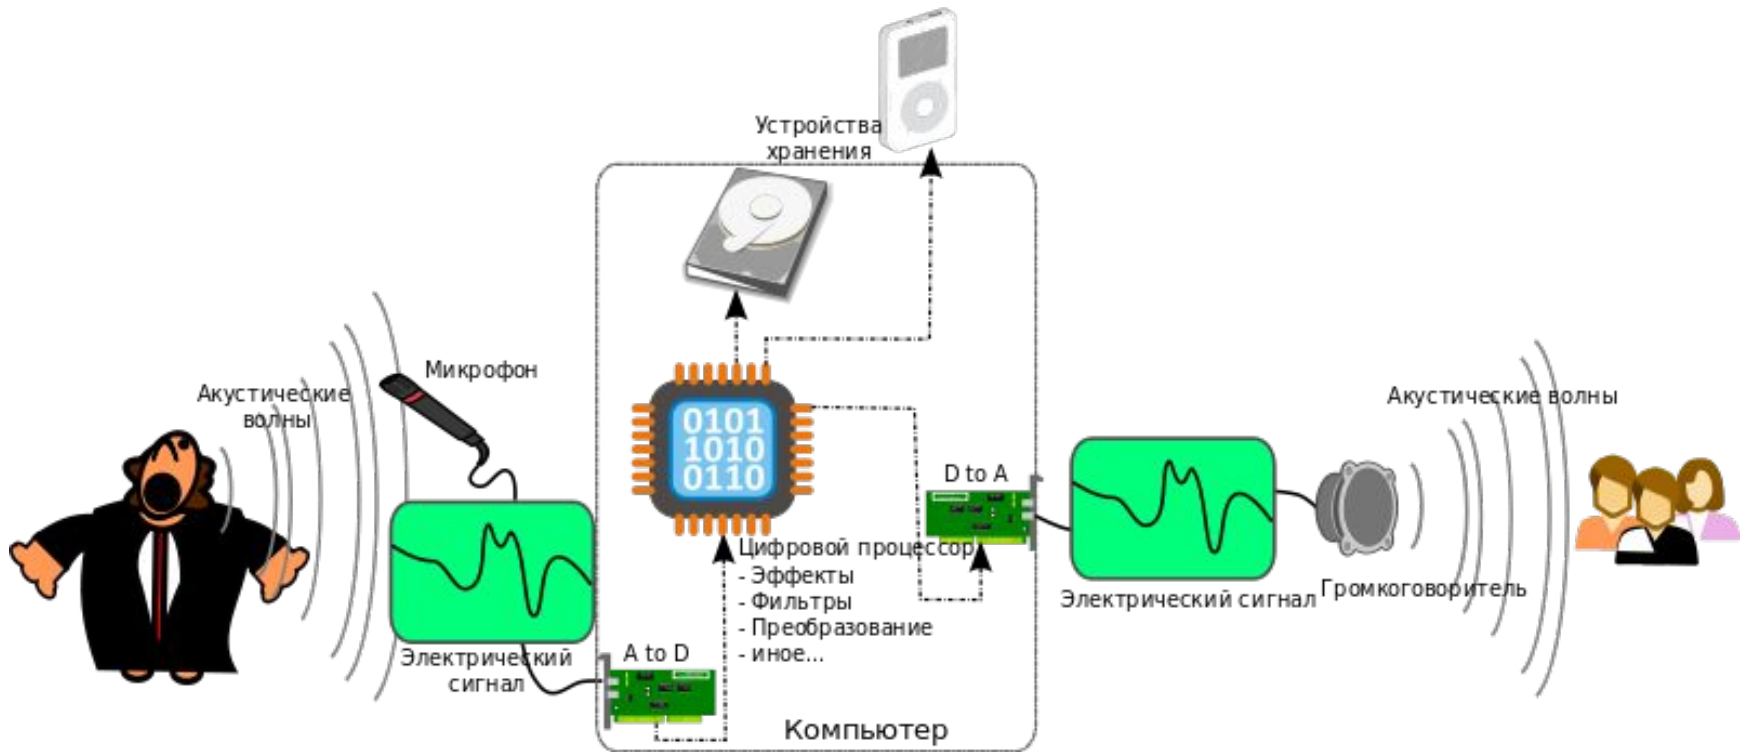 Устройства
хранения
Микрофон
Акустические
волны
Акустические волны
0101
1010
0110
D to A
Цифровой процессор
- Эффекты
- Фильтры
- Преобразование
- иное...
Электрический сигнал
Громкоговоритель
Электрический
сигнал
A to D
Компьютер